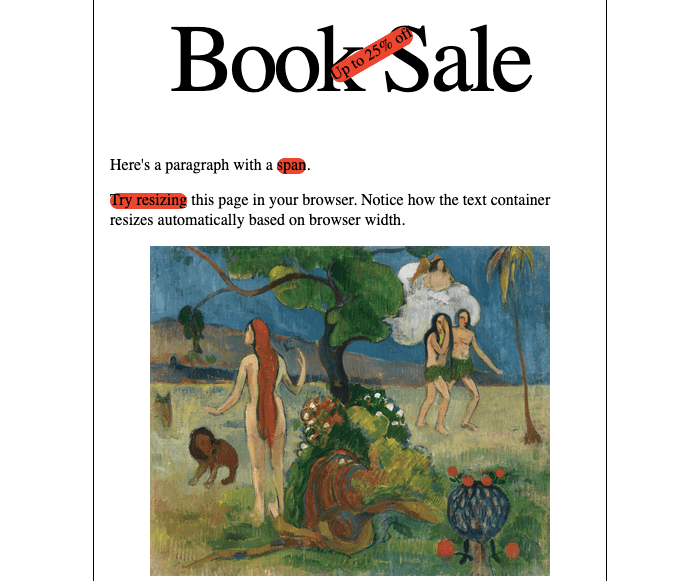 Book Sale
Up to 25% off
Here's a paragraph with a span.
Try resizing this page in your browser. Notice how the text container
resizes automatically based on browser width.